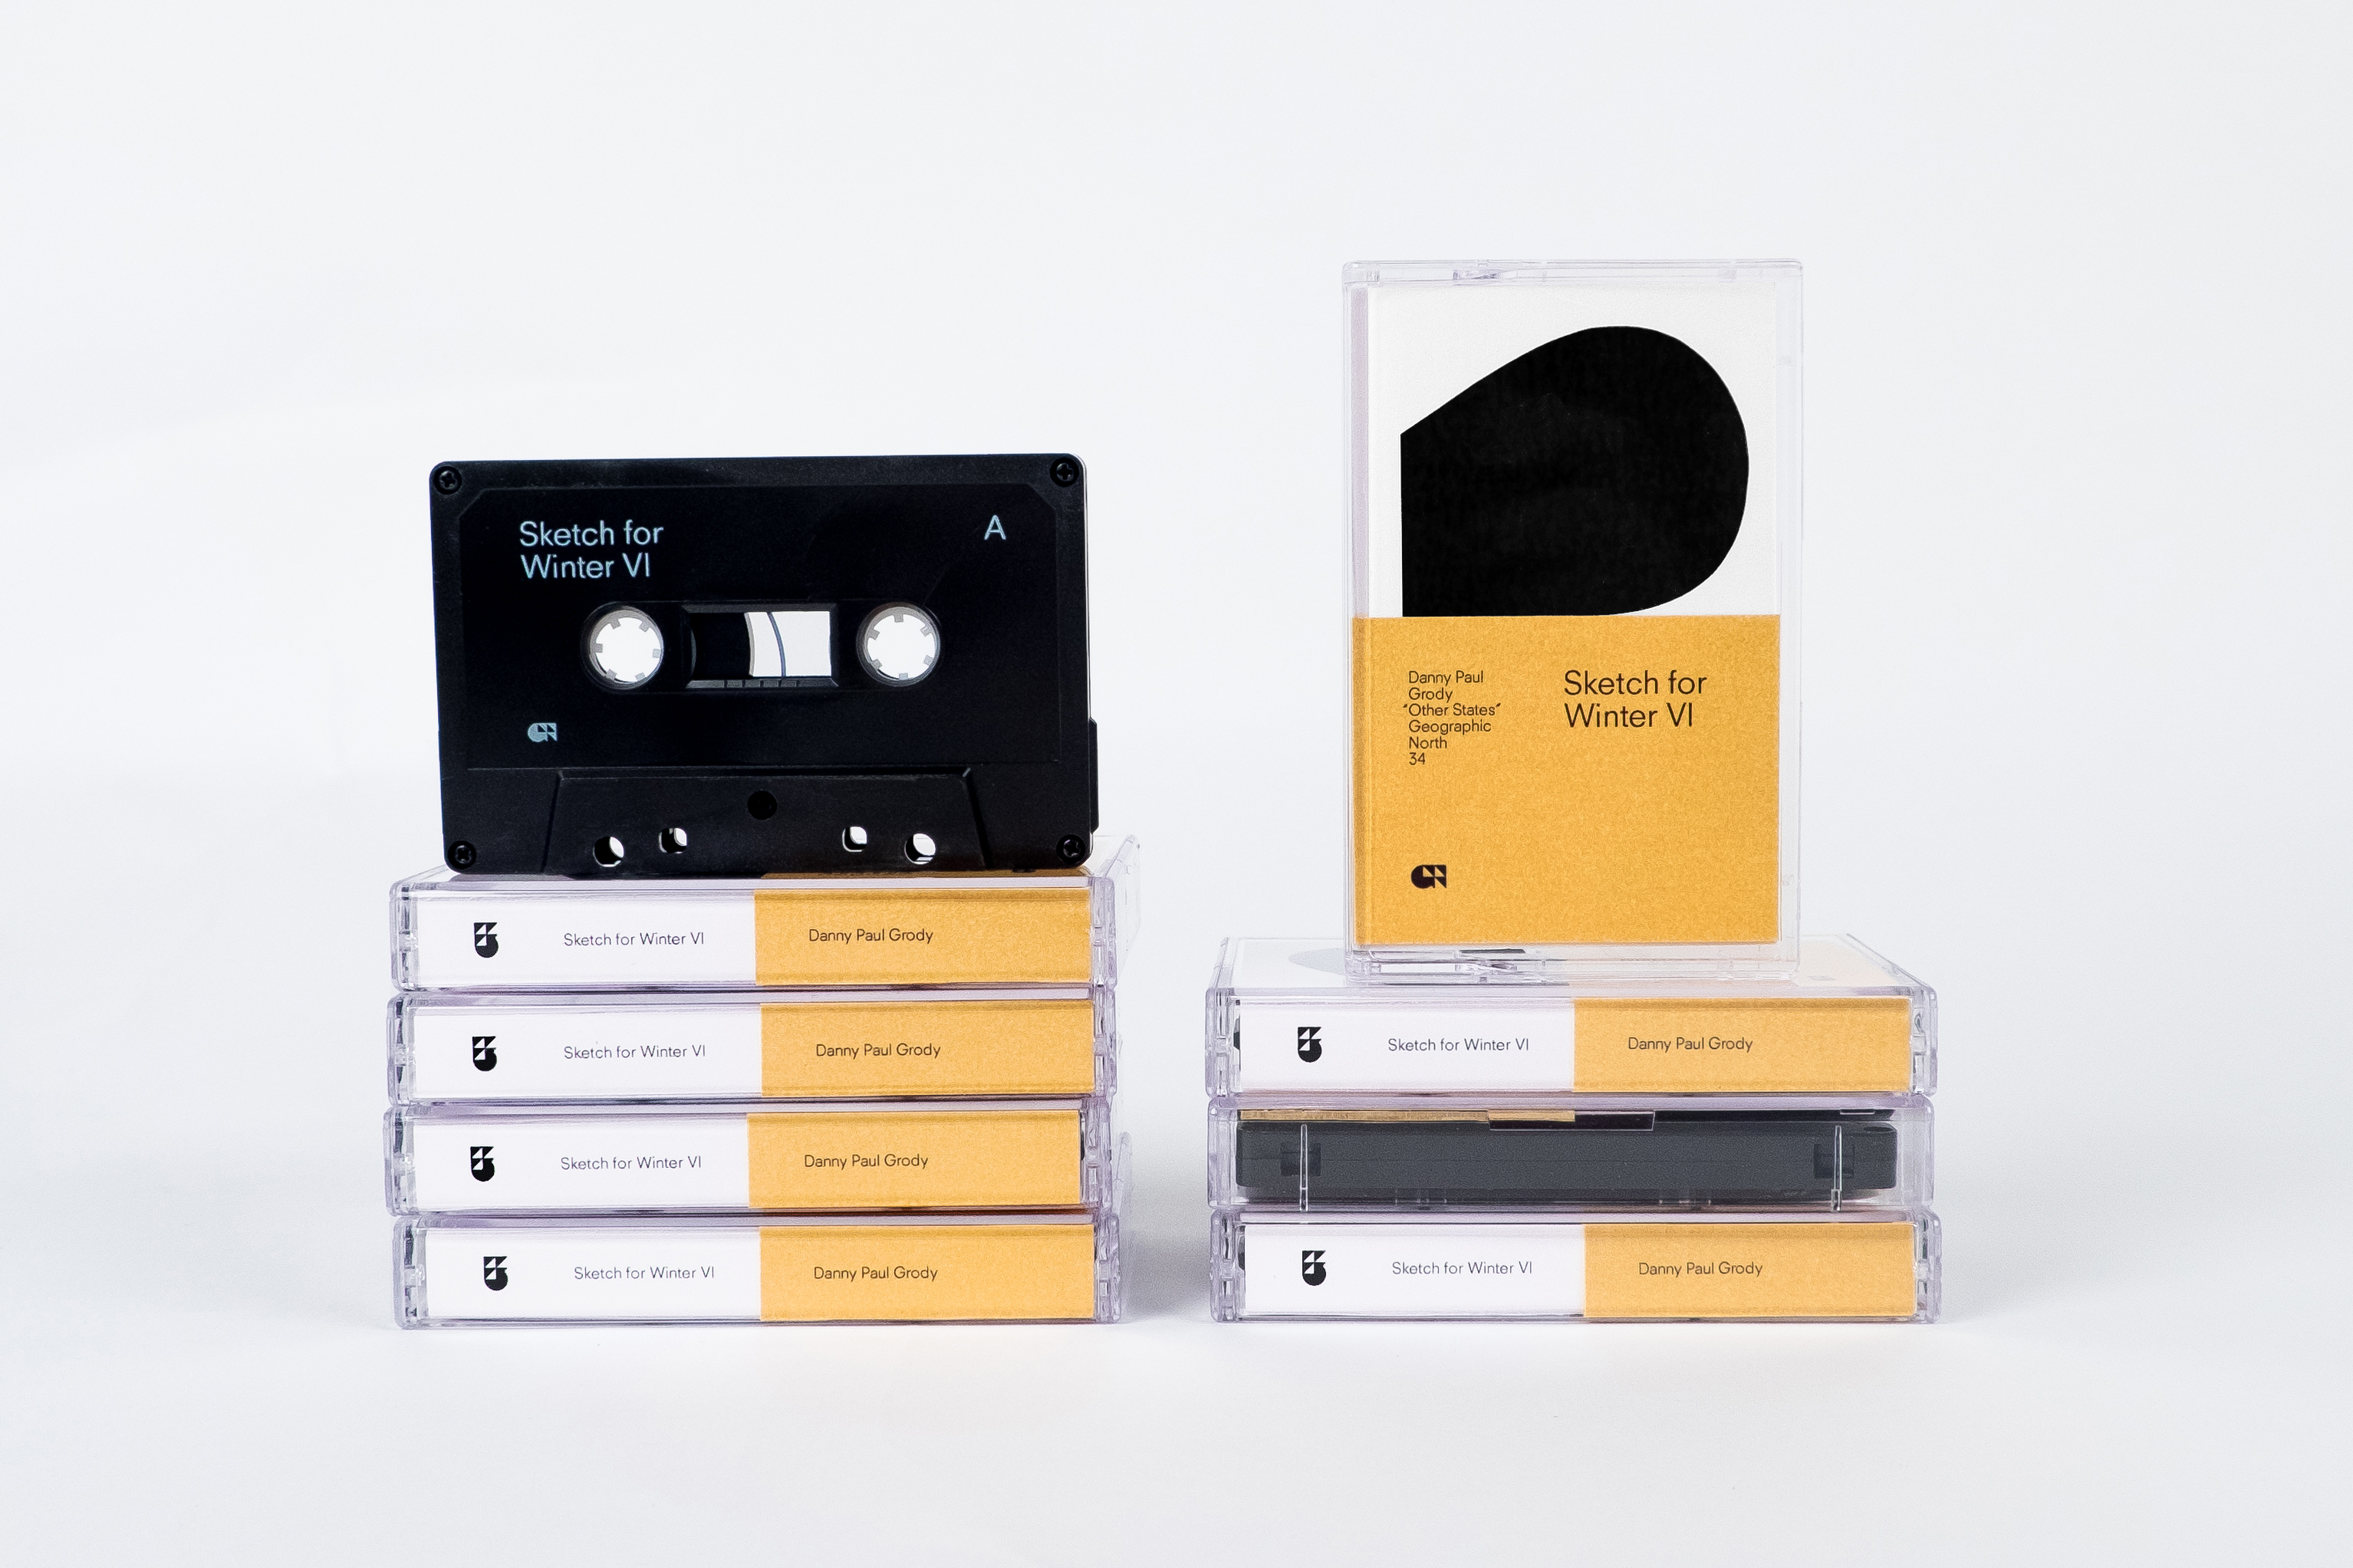 Sketch for
Winter VI
A
Sketch for Winter VI
Danny Paul Grody
Sketch for Winter VI
Danny Paul Grody
Sketch for Winter VI
Danny Paul Grody
Sketch for Winter VI
Danny Paul Grody
Danny Paul
Grody
“Other States”
Geographic
North
34
Sketch for
Winter VI
Sketch for Winter VI
Danny Paul Grody
Sketch for Winter VI
Danny Paul Grody